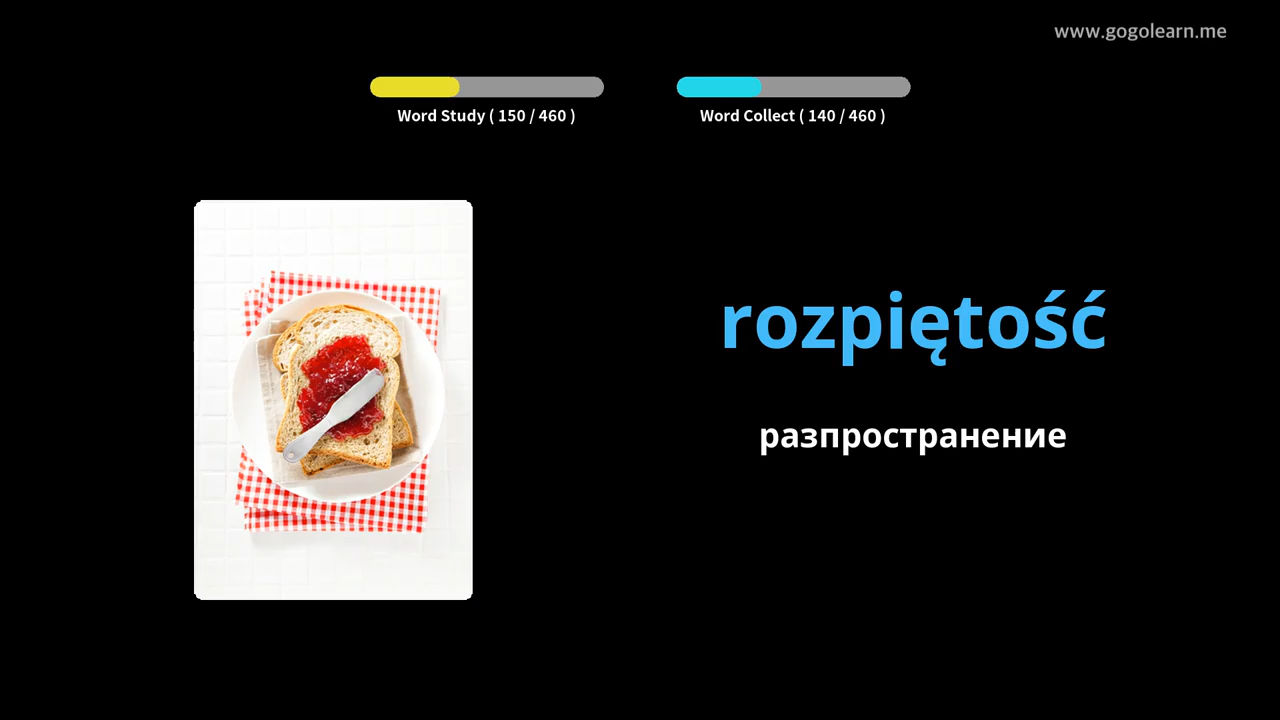 www.gogolearn.me
Word Study ( 150 / 460 )
Word Collect ( 140 / 460 )
rozpiętość
разпространение